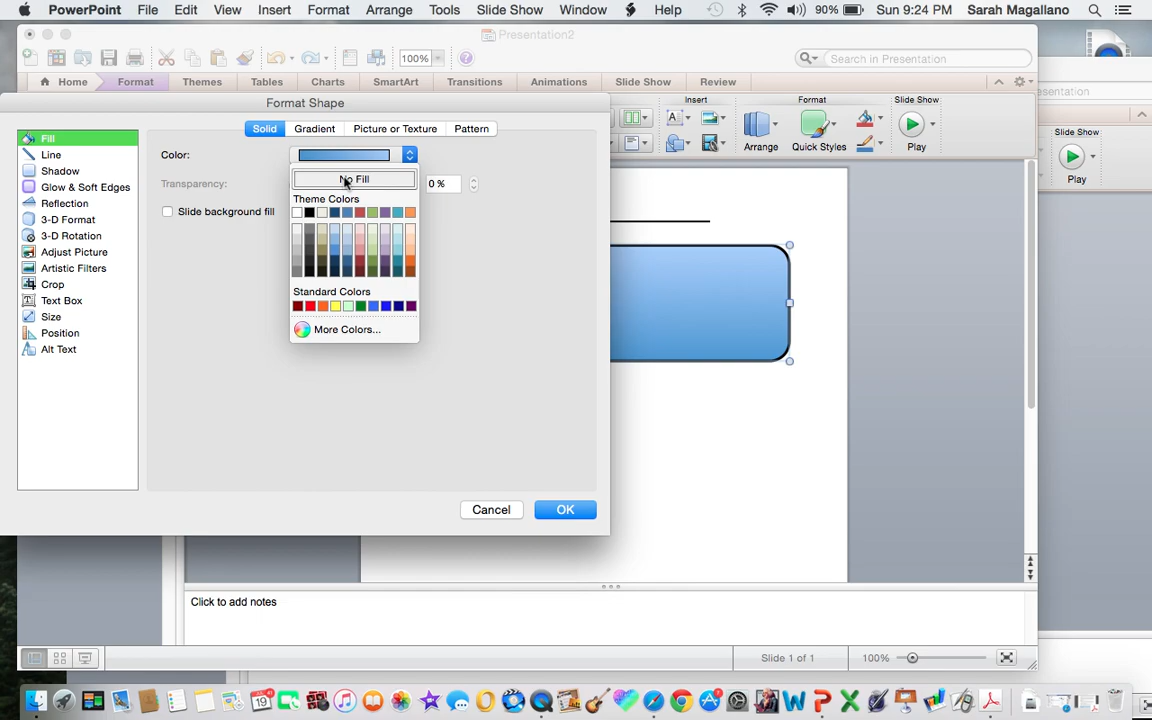 PowerPoint File Edit View Insert Format Arrange Tools Slide Show Window Help 90% Sun 9:24 PM Sarah Magallano
Presentation2
100% Search in Presentation
Home Format Themes Tables Charts SmartArt Transitions Animations Slide Show Review
Format Shape
Insert Format Slide Show
Arrange Quick Styles Play
Slide Show
Play
Fill
Line
Shadow
Glow & Soft Edges
Reflection
3-D Format
3-D Rotation
Adjust Picture
Artistic Filters
Crop
Text Box
Size
Position
Alt Text
Solid Gradient Picture or Texture Pattern
Color:
No Fill
Transparency: 0 %
Theme Colors
Slide background fill
Standard Colors
More Colors...
Cancel OK
Click to add notes
Slide 1 of 1 100%